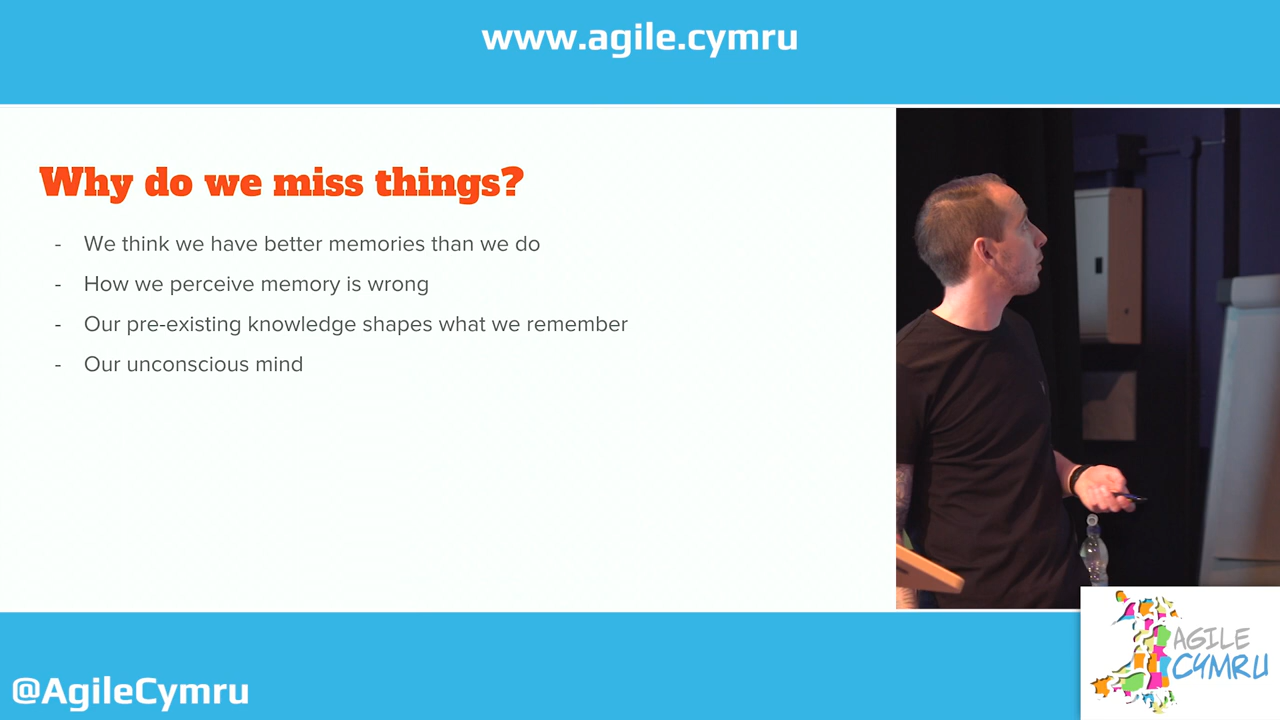 www.agile.cymru
Why do we miss things?
- We think we have better memories than we do
- How we perceive memory is wrong
- Our pre-existing knowledge shapes what we remember
- Our unconscious mind
@AgileCymru
AGILE
CYMRU